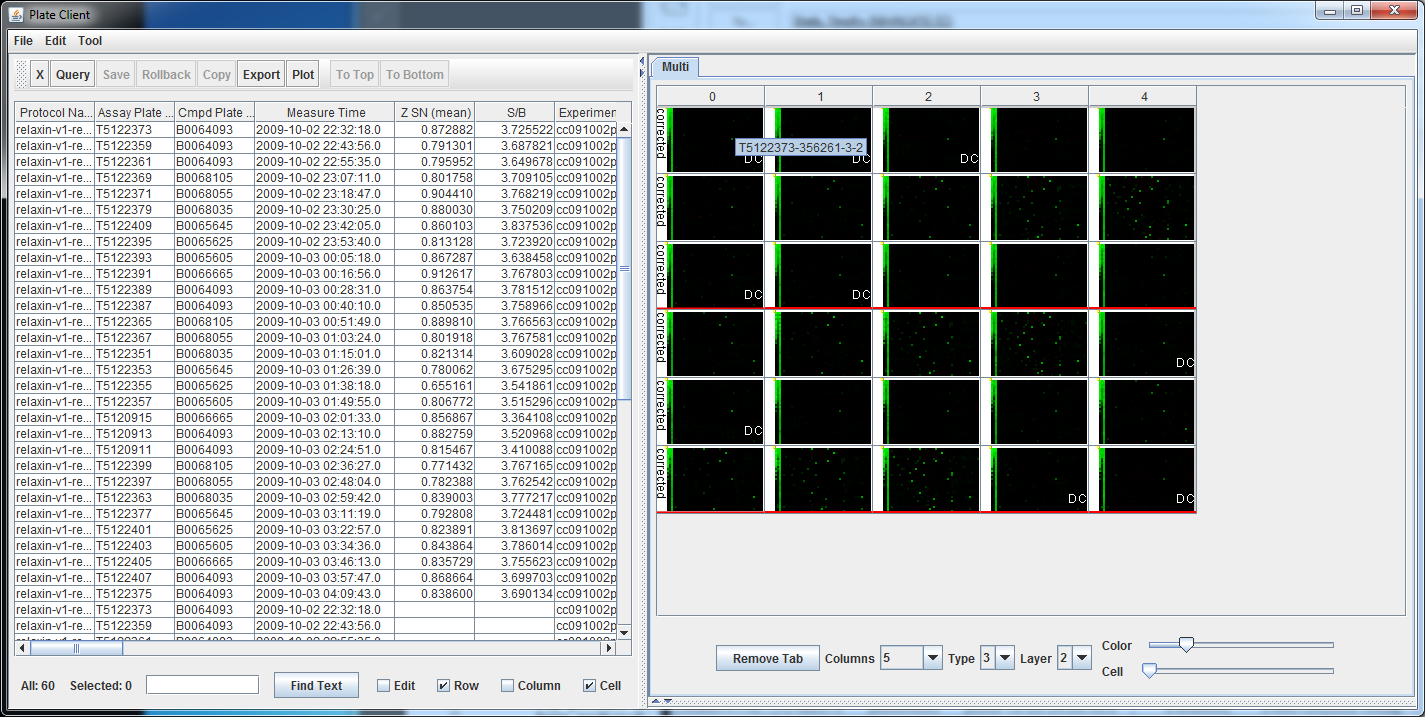 Plate Client
File Edit Tool
X Query Save Rollback Copy Export Plot To Top To Bottom
Protocol Na... Assay Plate ... Cmpd Plate ... Measure Time Z SN (mean) S/B Experimen
relaxin-v1-re... T5122373 B0064093 2009-10-02 22:32:18.0 0.872882 3.725522 cc091002p
relaxin-v1-re... T5122359 B0064093 2009-10-02 22:43:56.0 0.791301 3.687821 cc091002p
relaxin-v1-re... T5122361 B0064093 2009-10-02 22:55:35.0 0.795952 3.649678 cc091002p
relaxin-v1-re... T5122369 B0068105 2009-10-02 23:07:11.0 0.801758 3.709105 cc091002p
relaxin-v1-re... T5122371 B0068055 2009-10-02 23:18:47.0 0.904410 3.768219 cc091002p
relaxin-v1-re... T5122379 B0068035 2009-10-02 23:30:25.0 0.880030 3.750209 cc091002p
relaxin-v1-re... T5122409 B0065645 2009-10-02 23:42:05.0 0.860103 3.837536 cc091002p
relaxin-v1-re... T5122395 B0065625 2009-10-02 23:53:40.0 0.813128 3.723920 cc091002p
relaxin-v1-re... T5122393 B0065605 2009-10-03 00:05:18.0 0.867287 3.638458 cc091002p
relaxin-v1-re... T5122391 B0066665 2009-10-03 00:16:56.0 0.912617 3.767803 cc091002p
relaxin-v1-re... T5122389 B0064093 2009-10-03 00:28:31.0 0.863754 3.781512 cc091002p
relaxin-v1-re... T5122387 B0064093 2009-10-03 00:40:10.0 0.850535 3.758966 cc091002p
relaxin-v1-re... T5122365 B0068105 2009-10-03 00:51:49.0 0.889810 3.766563 cc091002p
relaxin-v1-re... T5122367 B0068055 2009-10-03 01:03:24.0 0.801918 3.767581 cc091002p
relaxin-v1-re... T5122351 B0068035 2009-10-03 01:15:01.0 0.821314 3.609028 cc091002p
relaxin-v1-re... T5122353 B0065645 2009-10-03 01:26:39.0 0.780062 3.675295 cc091002p
relaxin-v1-re... T5122355 B0065625 2009-10-03 01:38:18.0 0.655161 3.541861 cc091002p
relaxin-v1-re... T5122357 B0065605 2009-10-03 01:49:55.0 0.806772 3.515296 cc091002p
relaxin-v1-re... T5120915 B0066665 2009-10-03 02:01:33.0 0.856867 3.364108 cc091002p
relaxin-v1-re... T5120913 B0064093 2009-10-03 02:13:10.0 0.882759 3.520968 cc091002p
relaxin-v1-re... T5120911 B0064093 2009-10-03 02:24:51.0 0.815467 3.410088 cc091002p
relaxin-v1-re... T5122399 B0068105 2009-10-03 02:36:27.0 0.771432 3.767165 cc091002p
relaxin-v1-re... T5122397 B0068055 2009-10-03 02:48:04.0 0.782388 3.762542 cc091002p
relaxin-v1-re... T5122363 B0068035 2009-10-03 02:59:42.0 0.839003 3.777217 cc091002p
relaxin-v1-re... T5122377 B0065645 2009-10-03 03:11:19.0 0.792808 3.724481 cc091002p
relaxin-v1-re... T5122401 B0065625 2009-10-03 03:22:57.0 0.823891 3.813697 cc091002p
relaxin-v1-re... T5122403 B0065605 2009-10-03 03:34:36.0 0.843864 3.786014 cc091002p
relaxin-v1-re... T5122405 B0066665 2009-10-03 03:46:13.0 0.835729 3.755623 cc091002p
relaxin-v1-re... T5122407 B0064093 2009-10-03 03:57:47.0 0.868664 3.699703 cc091002p
relaxin-v1-re... T5122375 B0064093 2009-10-03 04:09:43.0 0.838600 3.690134 cc091002p
relaxin-v1-re... T5122373 B0064093 2009-10-02 22:32:18.0 cc091002p
relaxin-v1-re... T5122359 B0064093 2009-10-02 22:43:56.0 cc091002p
All: 60 Selected: 0 Find Text Edit Row Column Cell
Multi
0 1 2 3 4
corrected
T5122373-356261-3-2
DC DC DC
corrected
corrected
DC DC
corrected
DC
corrected
DC
corrected
DC DC
Remove Tab Columns 5 Type 3 Layer 2 Color
Cell